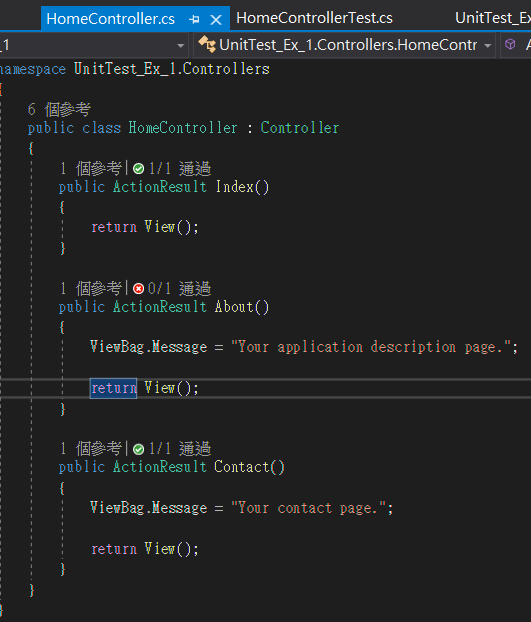 HomeController.cs HomeControllerTest.cs UnitTest_Ex
_1 UnitTest_Ex_1.Controllers.HomeContr
namespace UnitTest_Ex_1.Controllers
{
6 個參考
public class HomeController : Controller
{
1 個參考| 1/1 通過
public ActionResult Index()
{
return View();
}
1 個參考| 0/1 通過
public ActionResult About()
{
ViewBag.Message = "Your application description page.";
return View();
}
1 個參考| 1/1 通過
public ActionResult Contact()
{
ViewBag.Message = "Your contact page.";
return View();
}
}
}